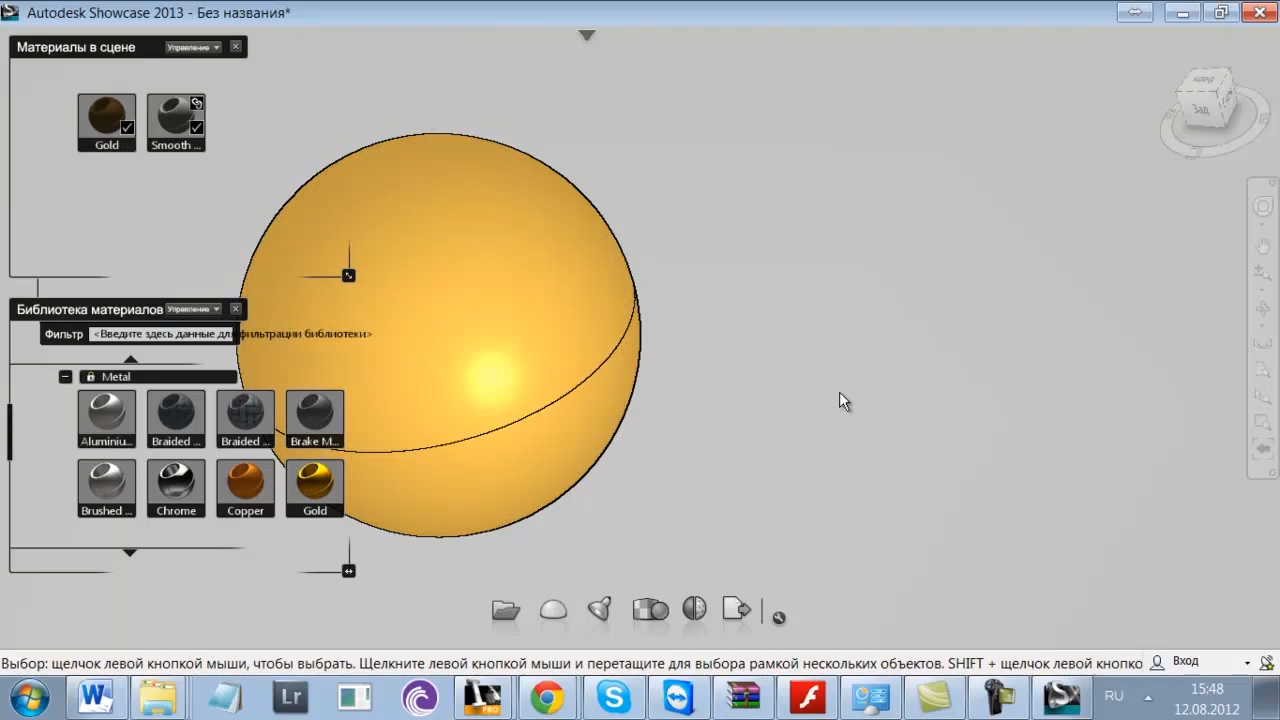 Autodesk Showcase 2013 - Без названия*
Материалы в сцене
Управление
Gold
Smooth ...
Зад
Библиотека материалов
Управление
Фильтр
<Введите здесь данные для фильтрации библиотеки>
Metal
Aluminiu...
Braided ...
Braided ...
Brake M...
Brushed ...
Chrome
Copper
Gold
Выбор: щелчок левой кнопкой мыши, чтобы выбрать. Щелкните левой кнопкой мыши и перетащите для выбора рамкой нескольких объектов. SHIFT + щелчок левой кнопко
Вход
W
Lr
PRO
S
RU
15:48
12.08.2012